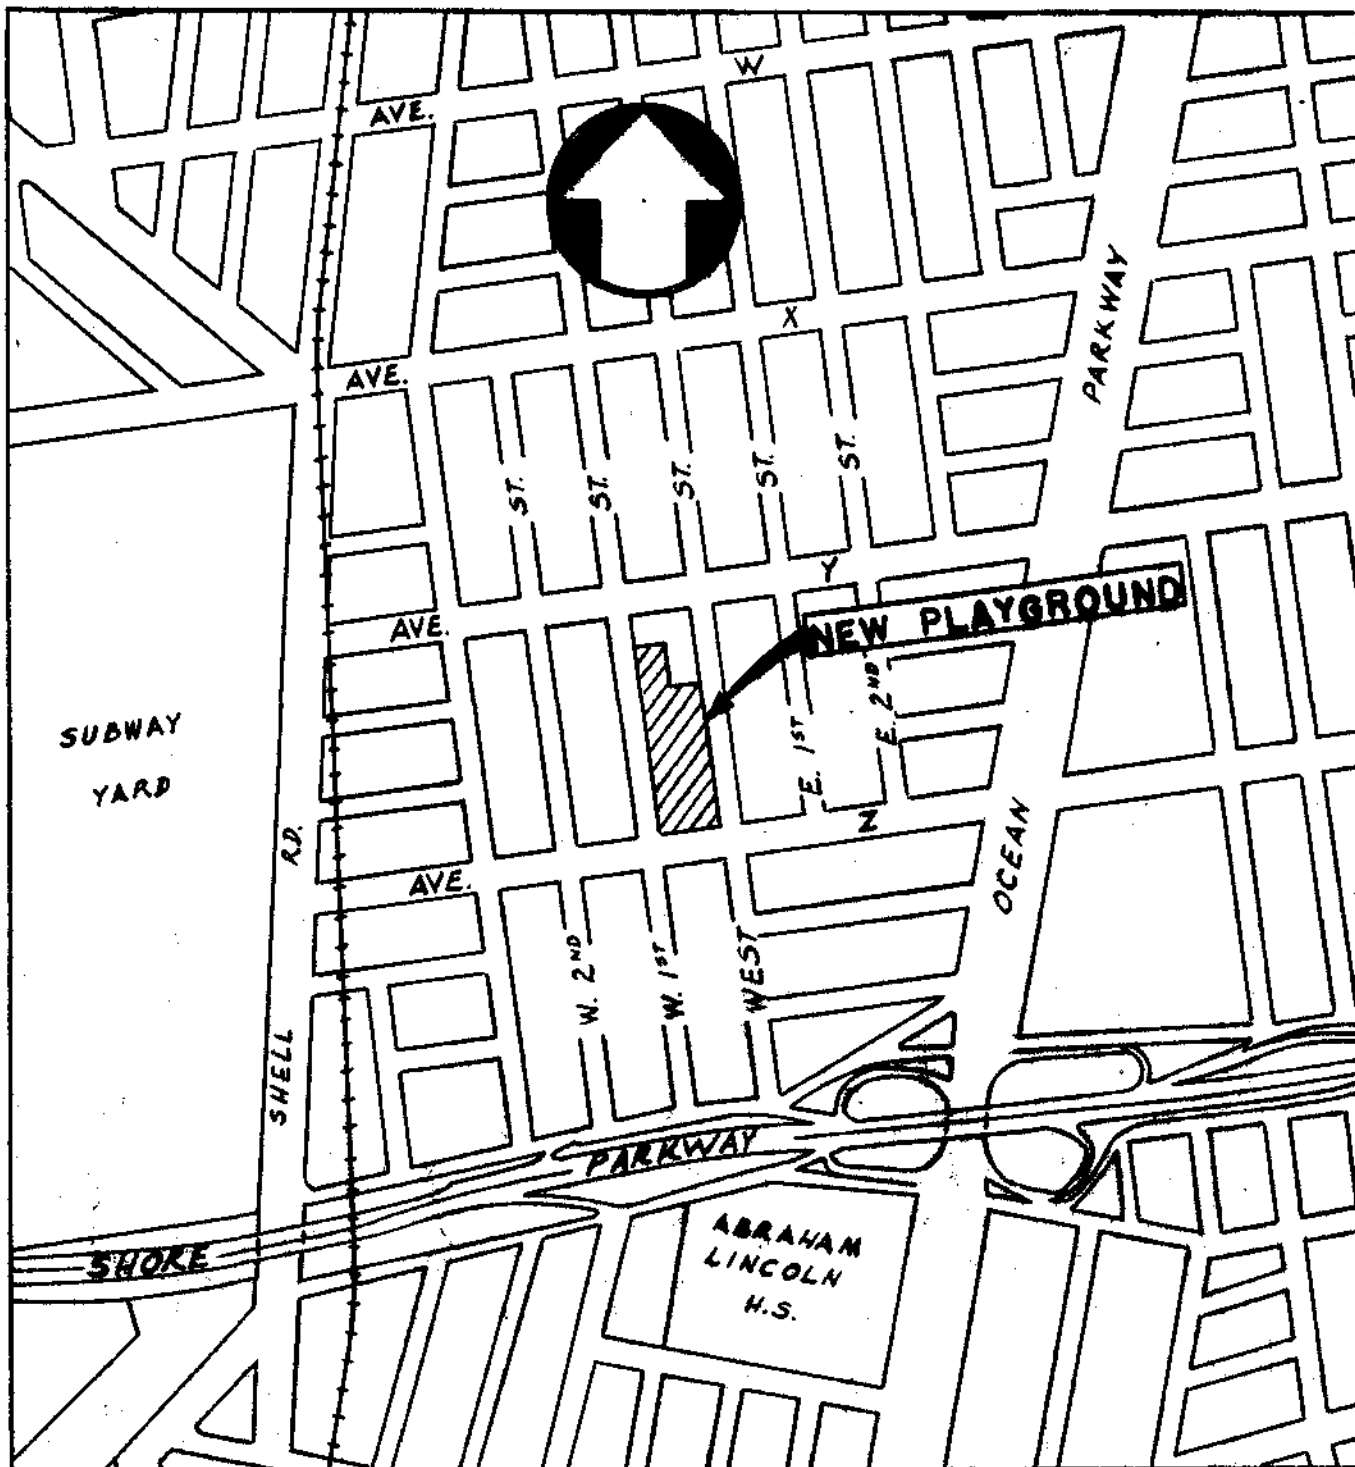 W
AVE.
X
AVE.
PARKWAY
ST.
ST.
ST.
ST.
ST.
Y
AVE.
NEW PLAYGROUND
SUBWAY
YARD
E. 1ST
E. 2ND
Z
AVE.
RD.
OCEAN
W. 2ND
W. 1ST
WEST
SHELL
PARKWAY
SHORE
ABRAHAM
LINCOLN
H.S.